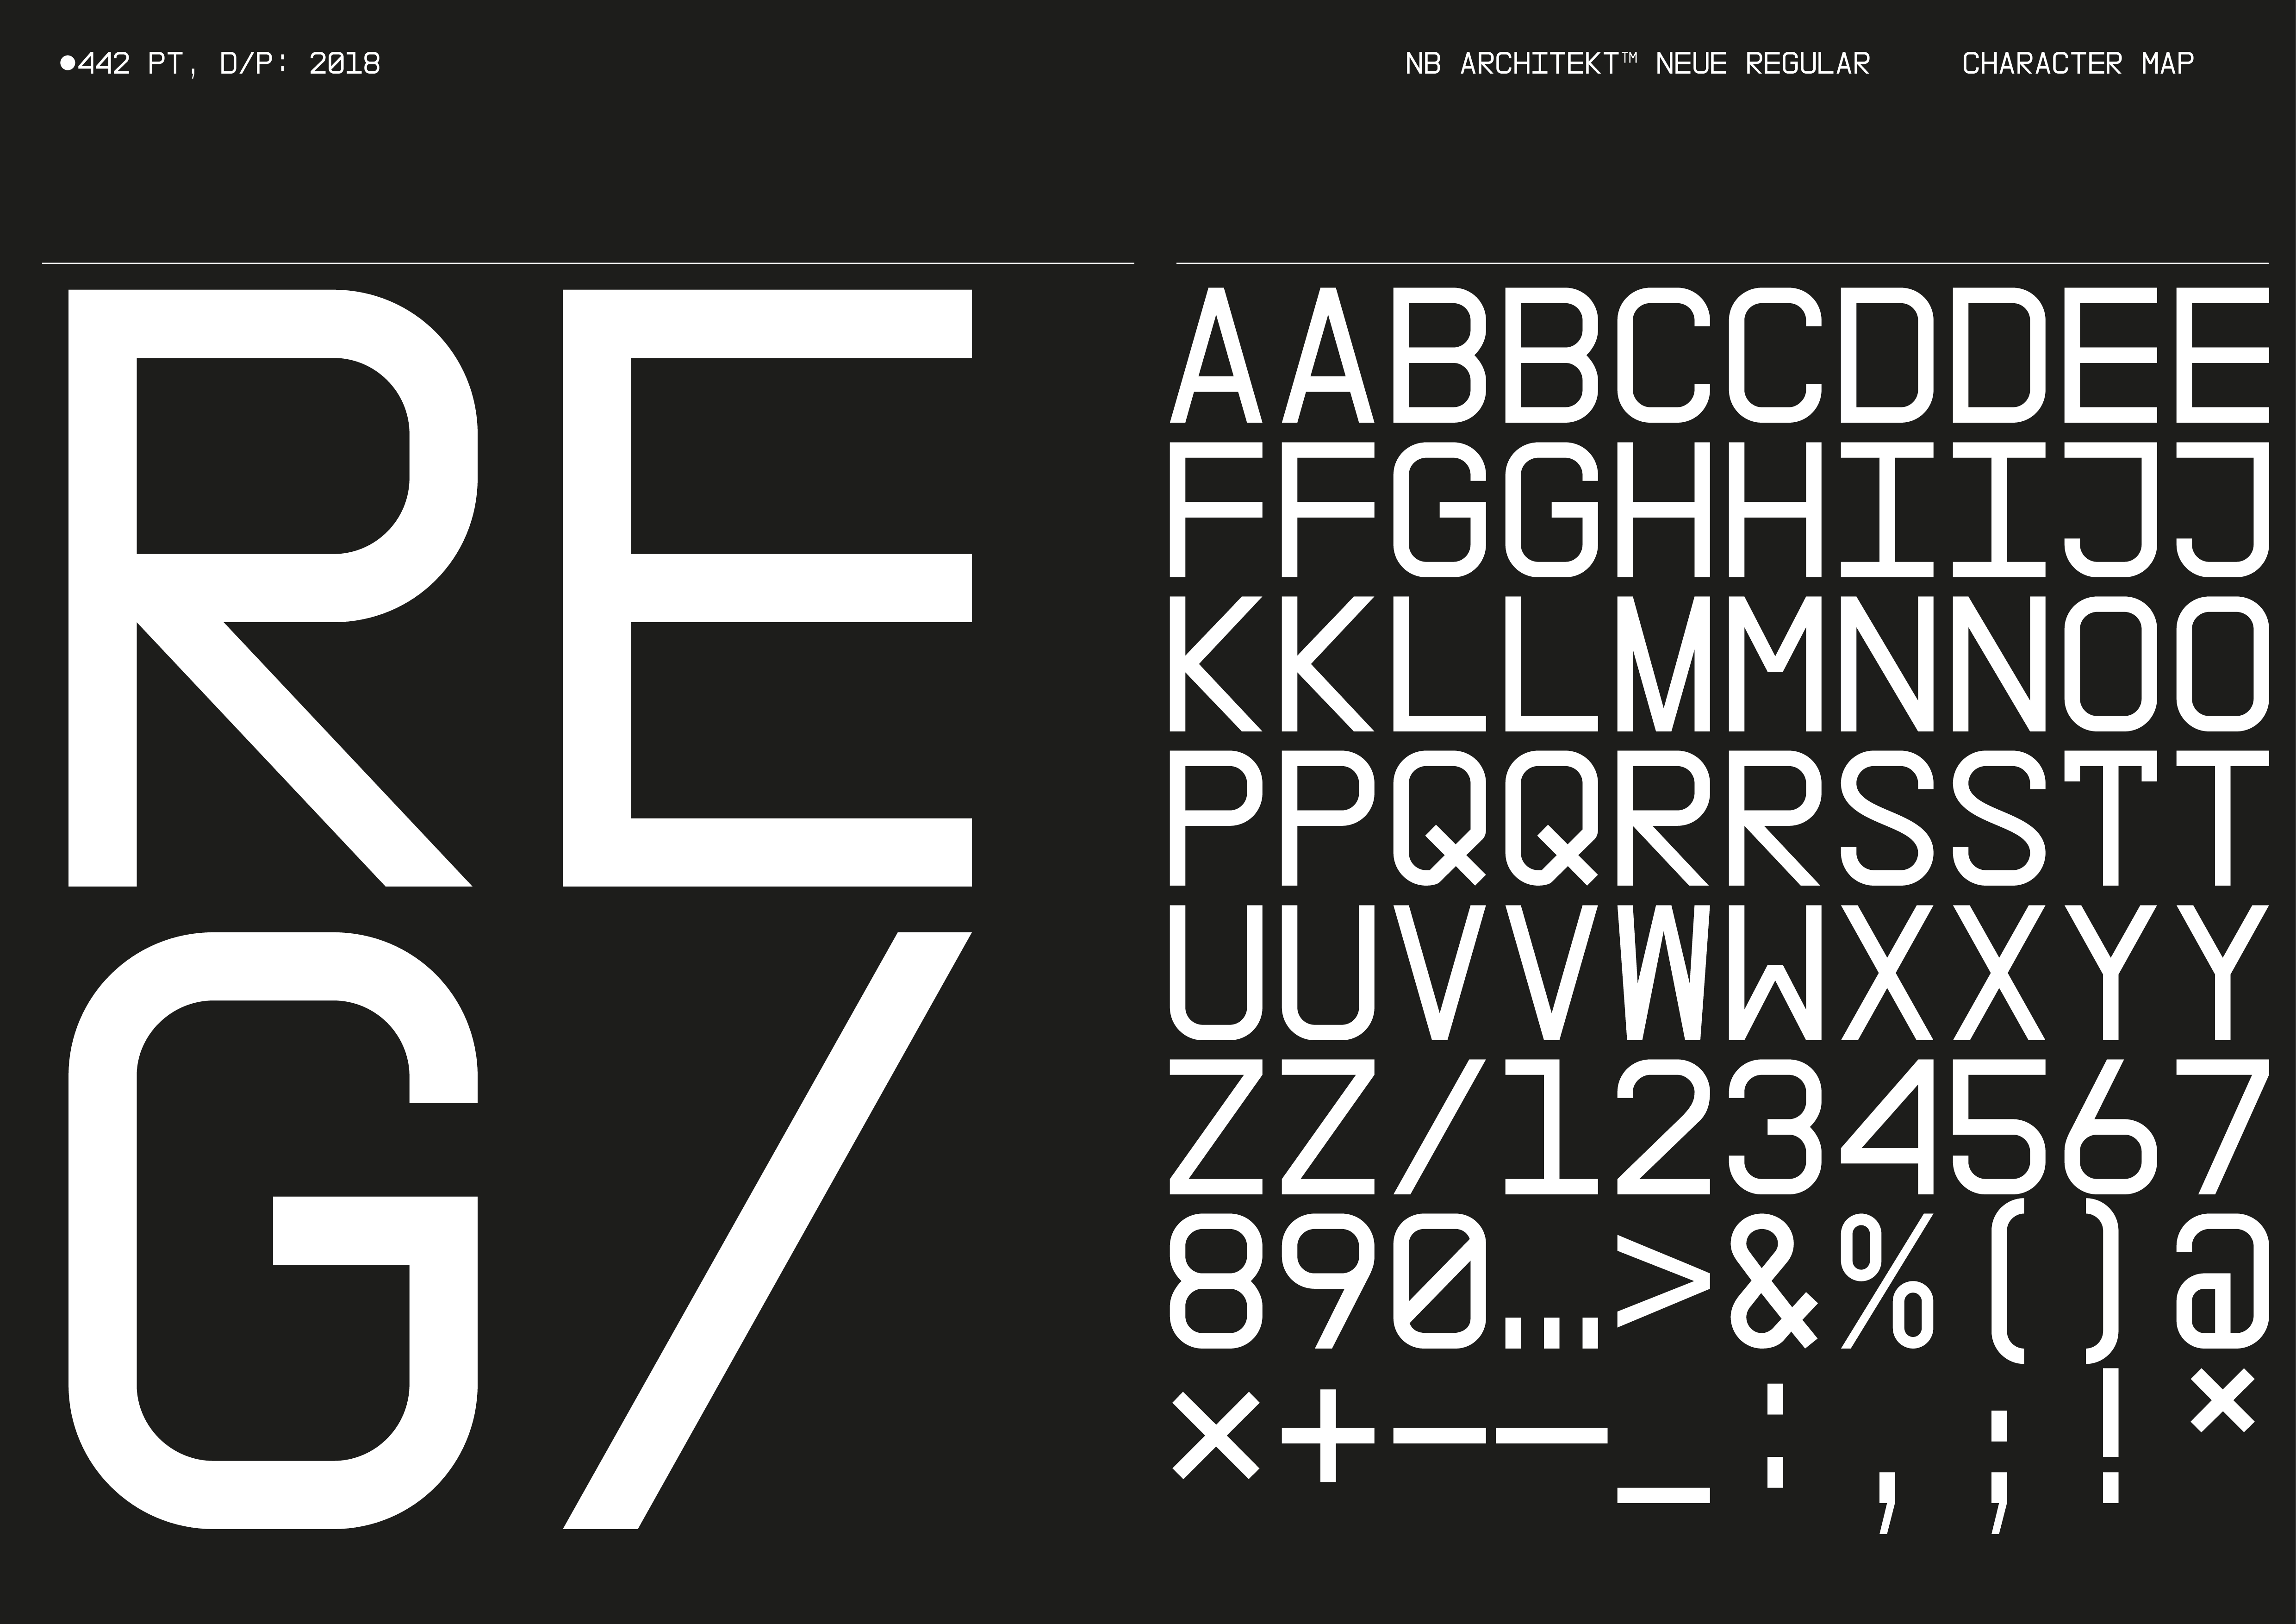 ●442 PT, D/P: 2018
NB ARCHITEKT™ NEUE REGULAR
CHARACTER MAP
RE
G/
AABBCCDDEE
FFGGHHIIJJ
KKLLMMNNOO
PPQQRRSSTT
UUVVWWXXYY
ZZ/1234567
890…>&%()a
×+–—_:,;!×